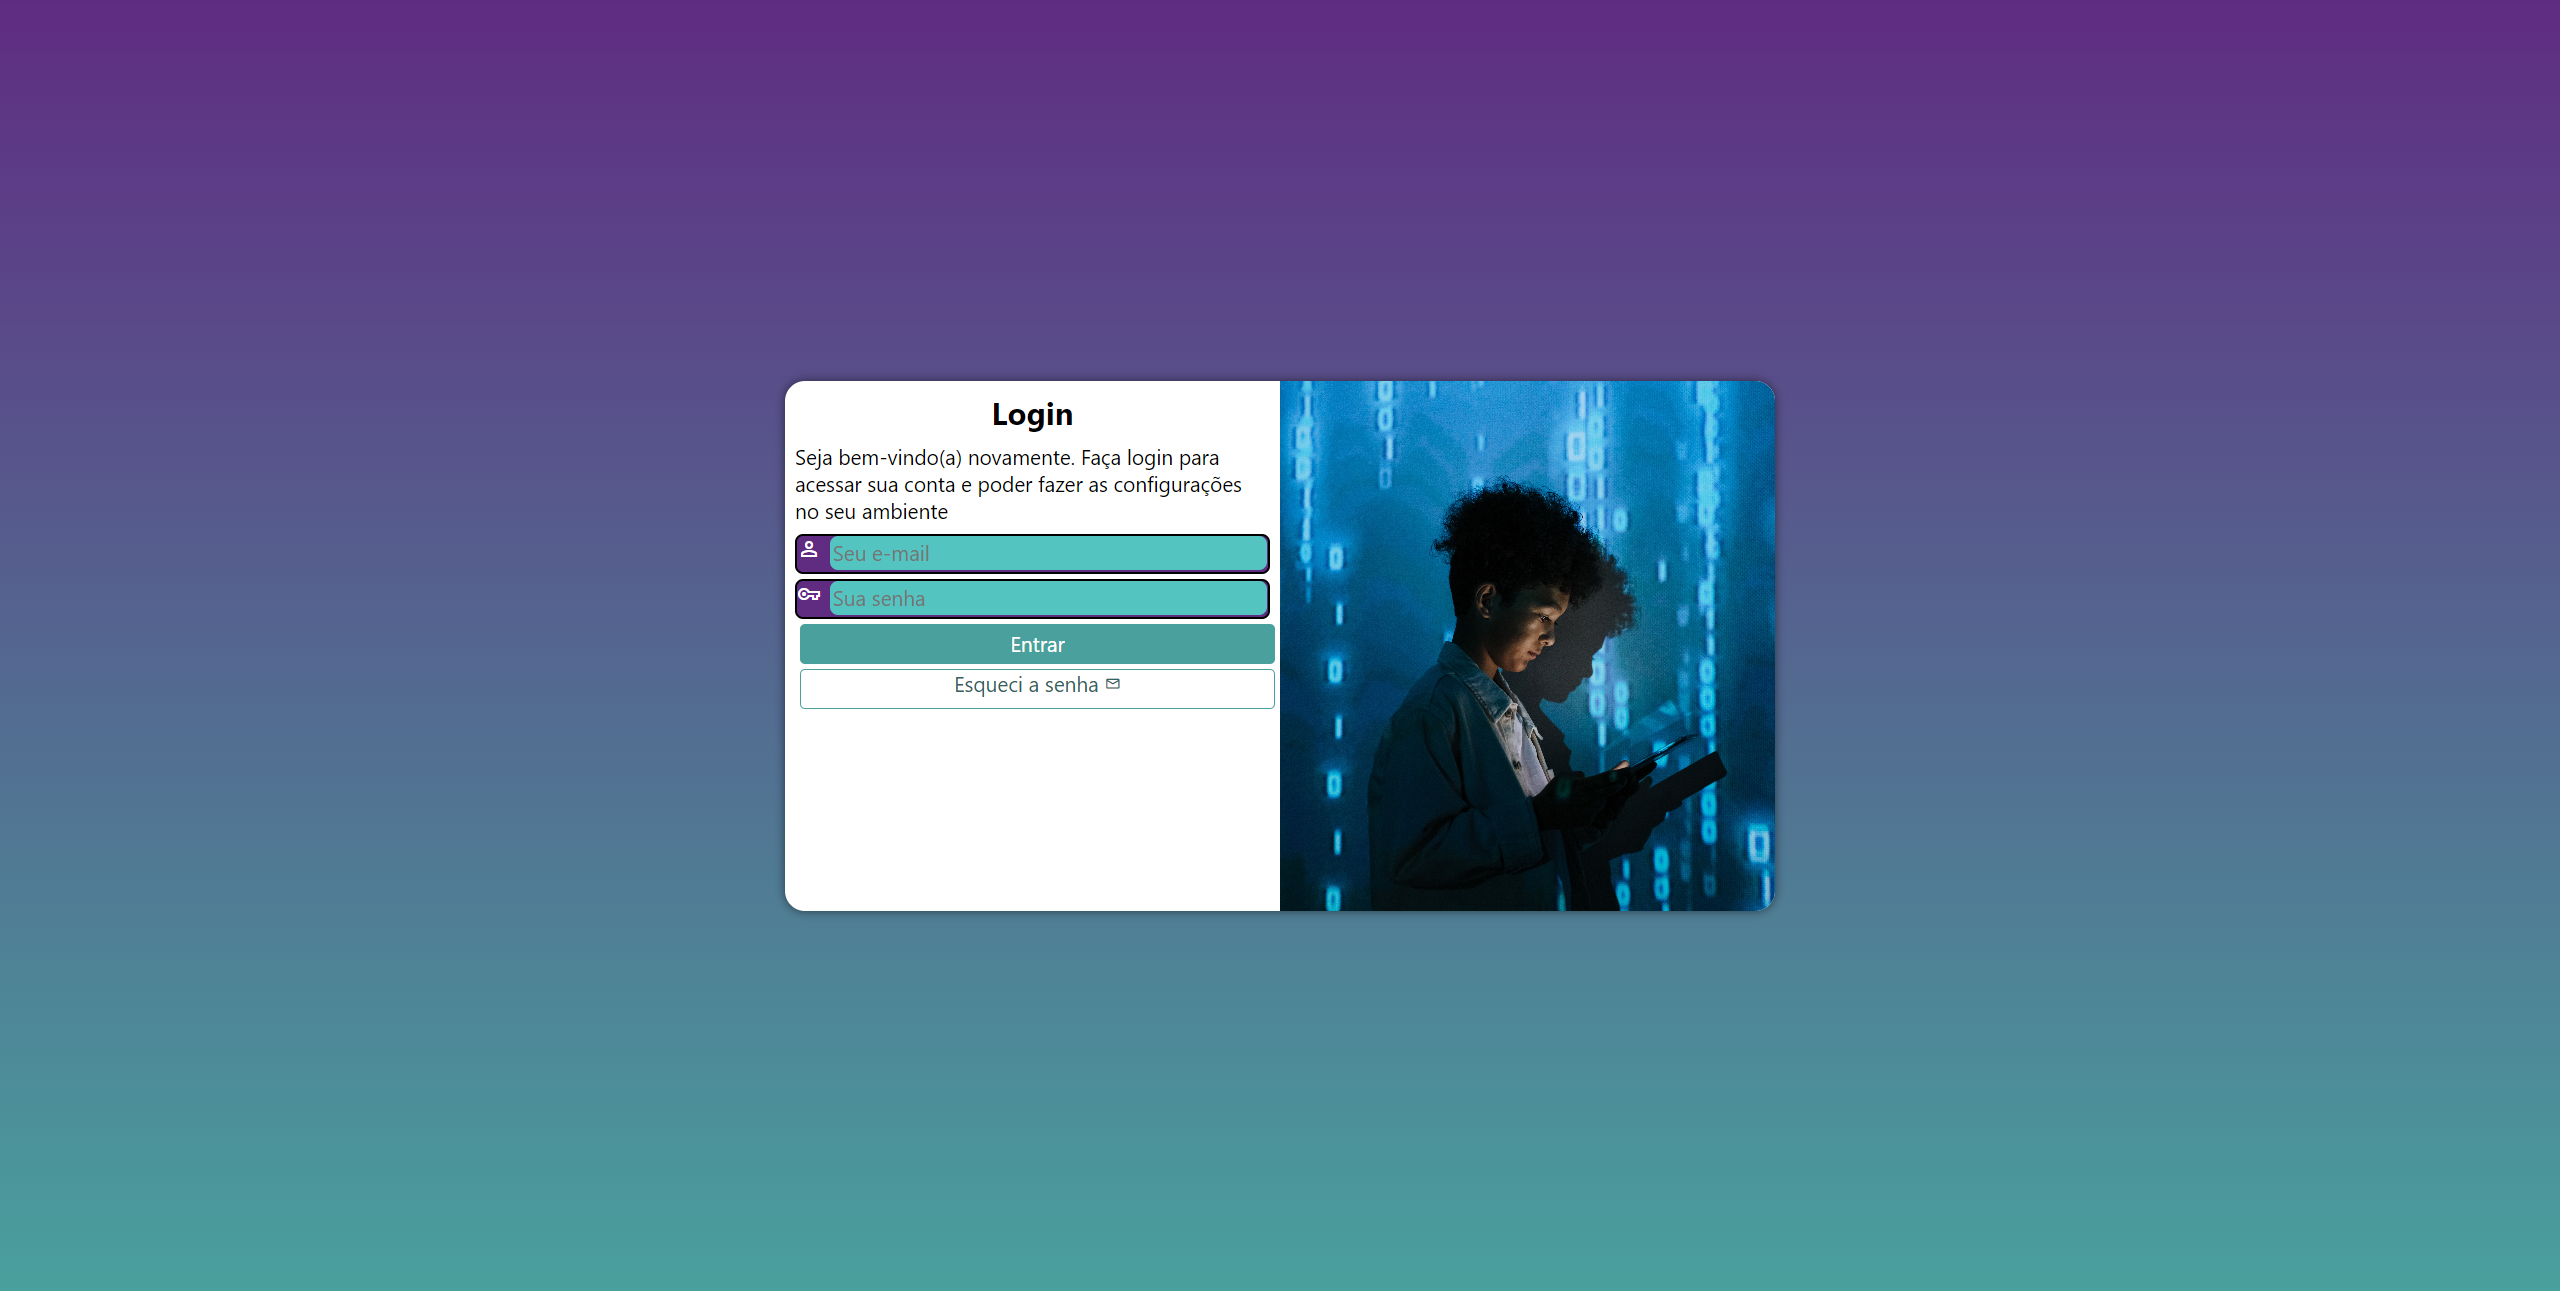 Login
Seja bem-vindo(a) novamente. Faça login para
acessar sua conta e poder fazer as configurações
no seu ambiente
Seu e-mail
Sua senha
Entrar
Esqueci a senha